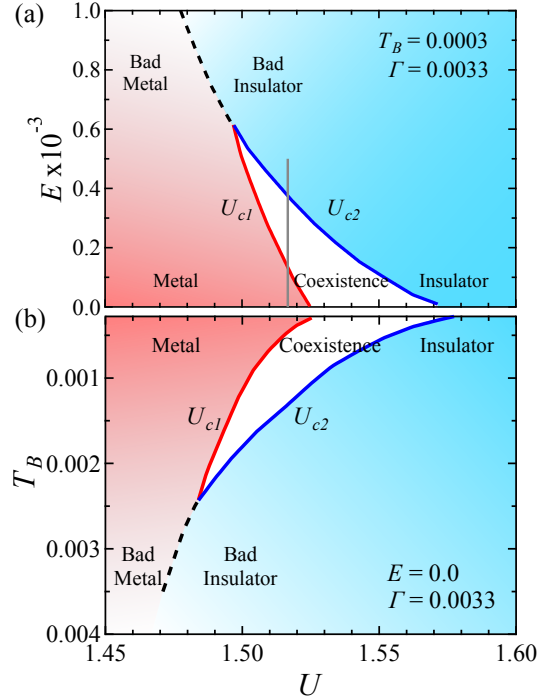 (a)
1.0
0.8
0.6
0.4
0.2
0.0
E x10^-3
Bad
Metal
Bad
Insulator
T_B = 0.0003
Γ = 0.0033
U_c1
U_c2
Metal
Coexistence
Insulator
(b)
0.001
0.002
0.003
0.004
T_B
Metal
Coexistence
Insulator
U_c1
U_c2
Bad
Metal
Bad
Insulator
E = 0.0
Γ = 0.0033
1.45
1.50
1.55
1.60
U